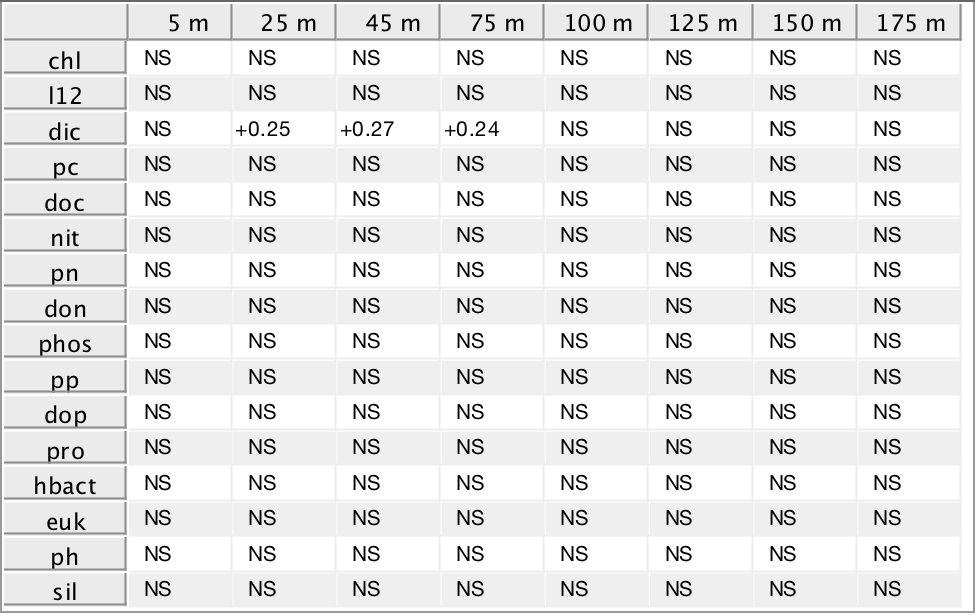 5 m 25 m 45 m 75 m 100 m 125 m 150 m 175 m
chl NS NS NS NS NS NS NS NS
l12 NS NS NS NS NS NS NS NS
dic NS +0.25 +0.27 +0.24 NS NS NS NS
pc NS NS NS NS NS NS NS NS
doc NS NS NS NS NS NS NS NS
nit NS NS NS NS NS NS NS NS
pn NS NS NS NS NS NS NS NS
don NS NS NS NS NS NS NS NS
phos NS NS NS NS NS NS NS NS
pp NS NS NS NS NS NS NS NS
dop NS NS NS NS NS NS NS NS
pro NS NS NS NS NS NS NS NS
hbact NS NS NS NS NS NS NS NS
euk NS NS NS NS NS NS NS NS
ph NS NS NS NS NS NS NS NS
sil NS NS NS NS NS NS NS NS